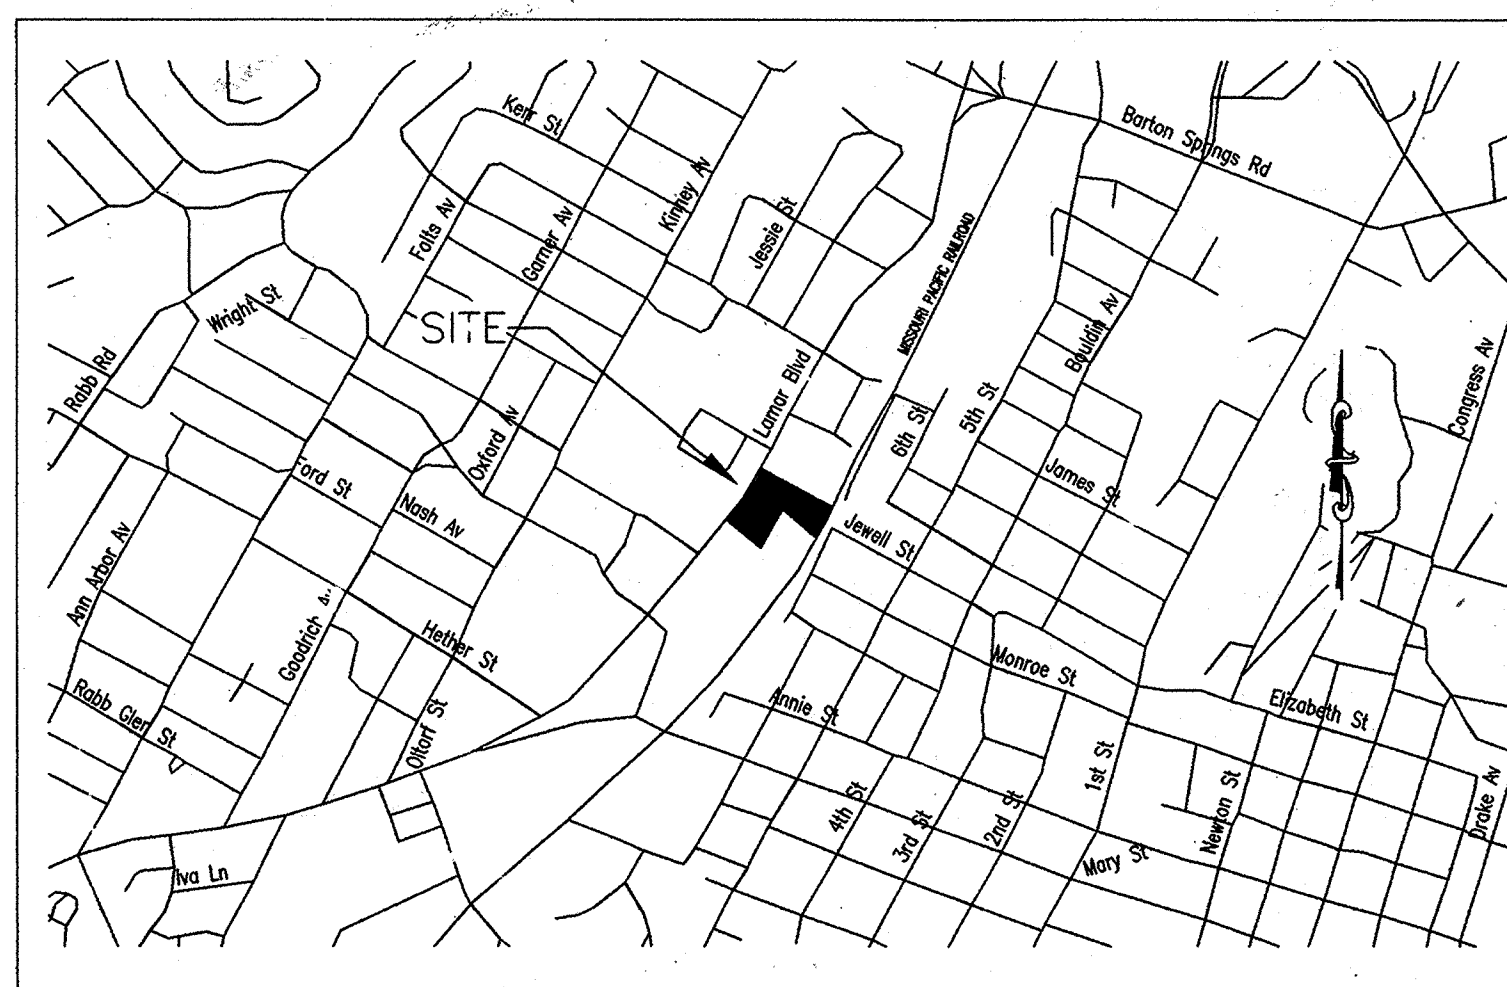 Kerr St
Barton Springs Rd
Kinney Av
Folts Av
Garner Av
Jessie St
MISSOURI PACIFIC RAILROAD
Wright St
SITE
Bouldin Av
Rabb Rd
Lamar Blvd
Congress Av
6th St
5th St
Oxford Av
Ford St
James St
Nash Av
Jewell St
Ann Arbor Av
Goodrich Av
Hether St
Monroe St
Rabb Glen St
Annie St
Elizabeth St
Oltorf St
1st St
4th St
3rd St
2nd St
Newton St
Drake Av
Mary St
Iva Ln